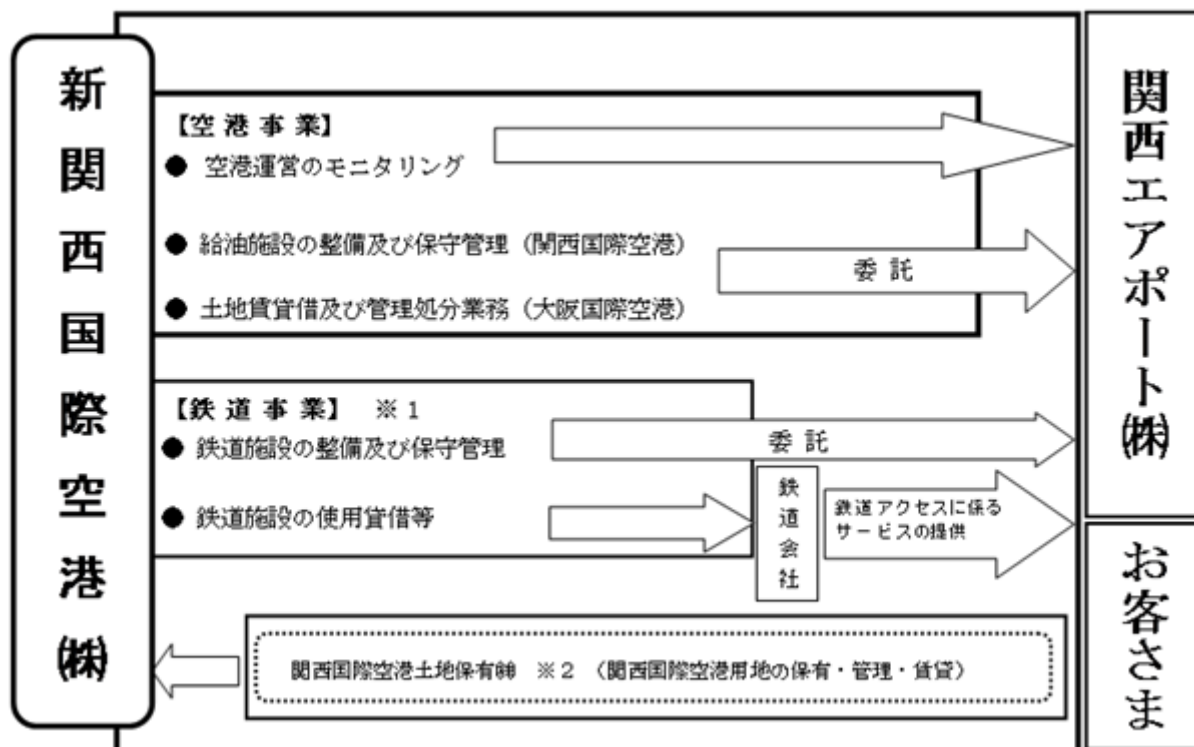 新関西国際空港㈱
【空港事業】
● 空港運営のモニタリング
● 給油施設の整備及び保守管理（関西国際空港）
● 土地賃貸借及び管理処分業務（大阪国際空港）
委託
【鉄道事業】 ※１
● 鉄道施設の整備及び保守管理
委託
● 鉄道施設の使用貸借等
鉄道会社
鉄道アクセスに係る
サービスの提供
関西国際空港土地保有㈱ ※２ （関西国際空港用地の保有・管理・賃貸）
関西エアポート㈱
お客さま